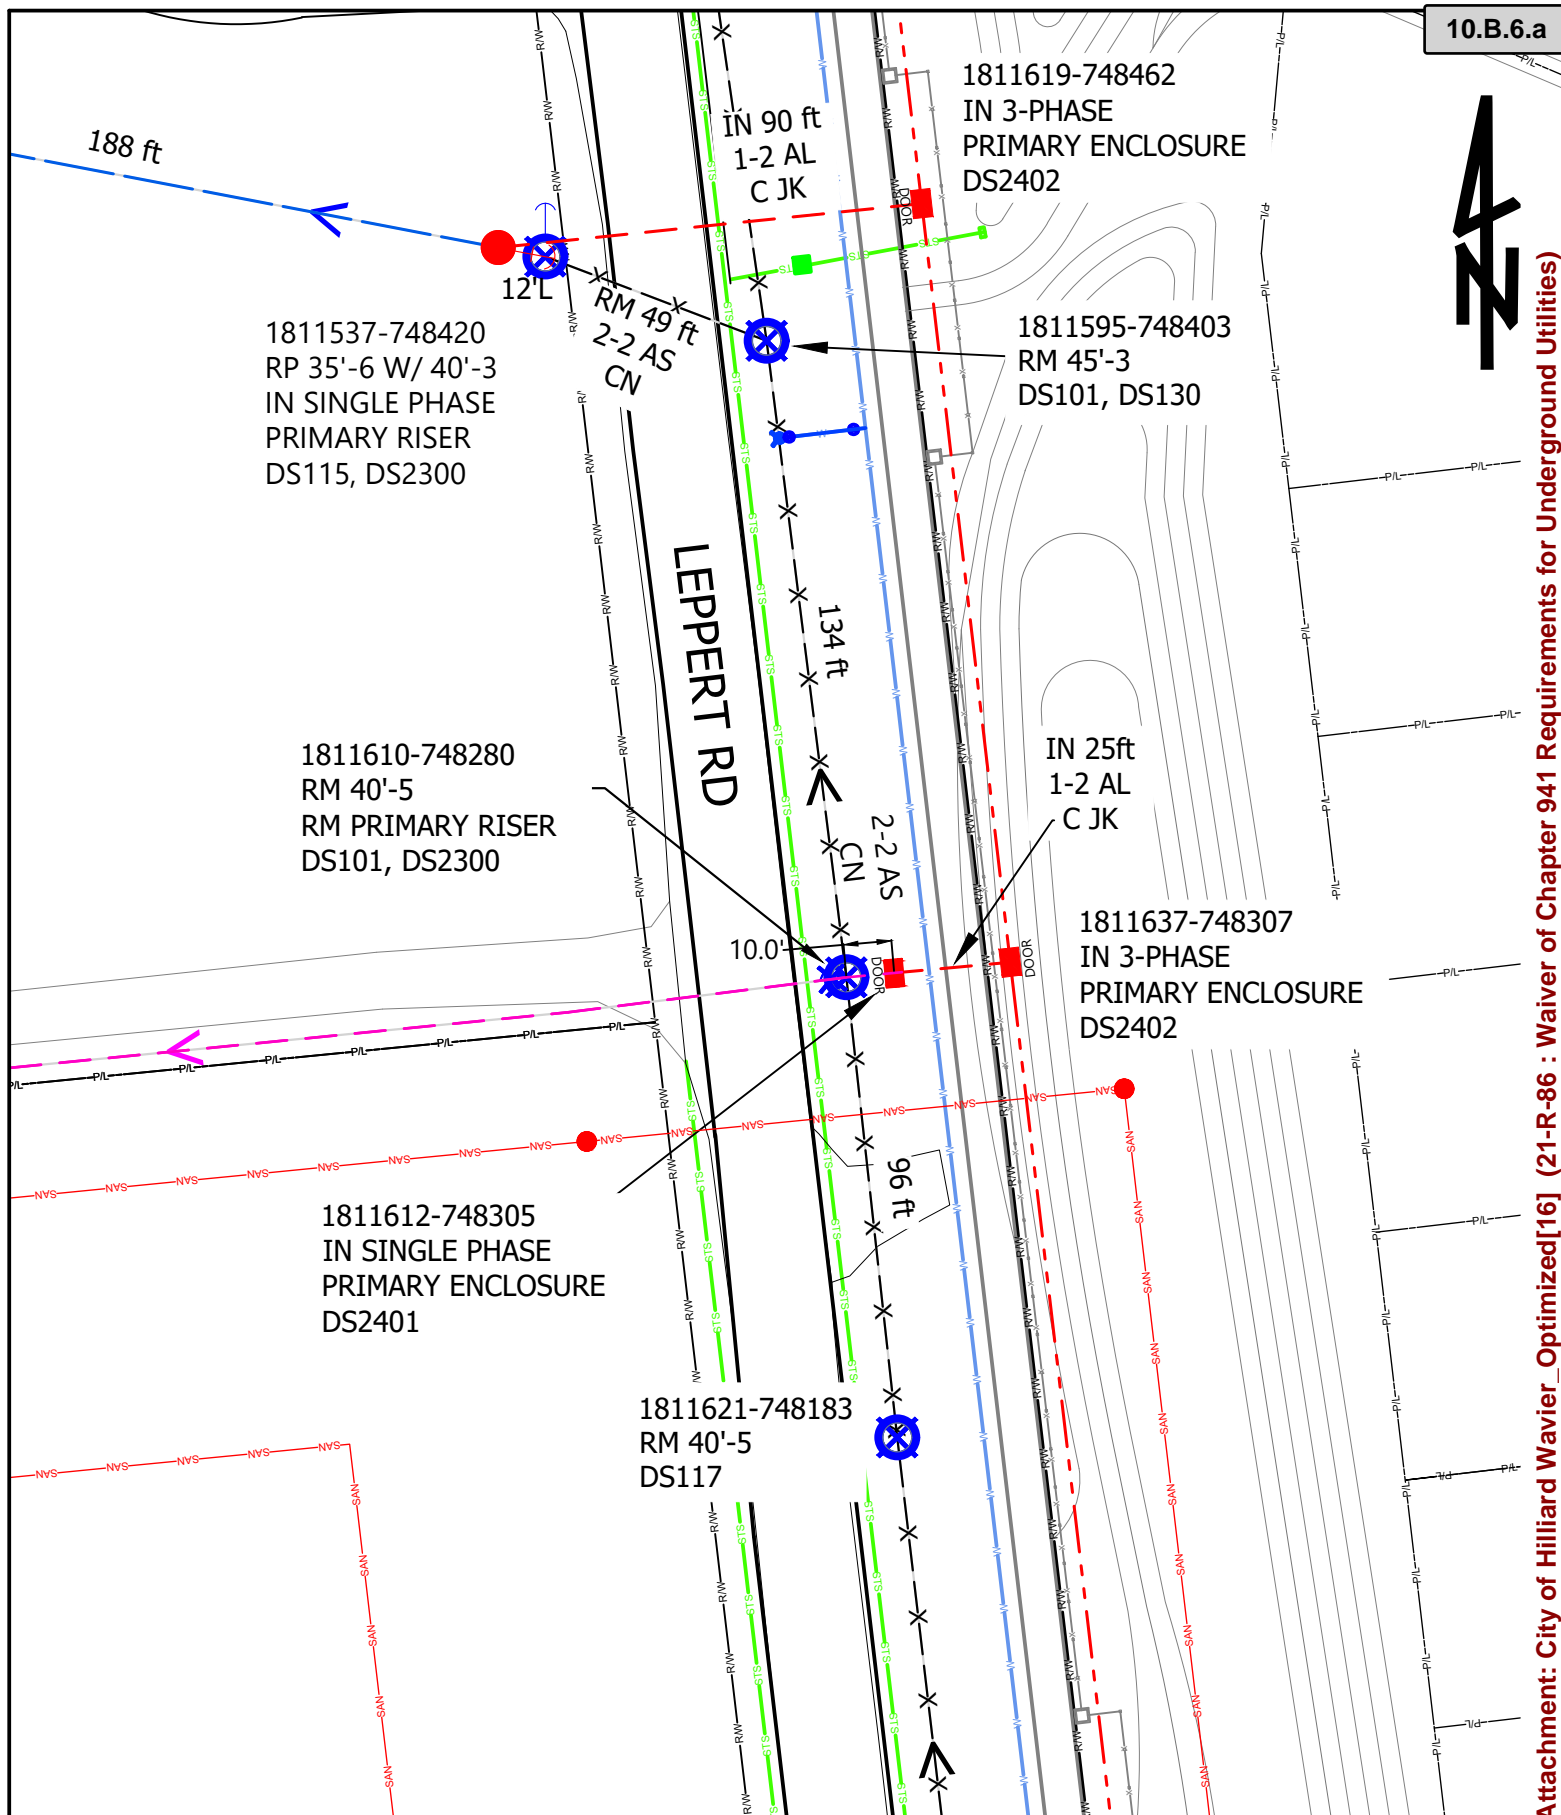 10.B.6.a
188 ft
IN 90 ft
1-2 AL
C JK
1811619-748462
IN 3-PHASE
PRIMARY ENCLOSURE
DS2402
DOOR
12'L
RM 49 ft
2-2 AS
CN
1811537-748420
RP 35'-6 W/ 40'-3
IN SINGLE PHASE
PRIMARY RISER
DS115, DS2300
1811595-748403
RM 45'-3
DS101, DS130
LEPPERT RD
134 ft
1811610-748280
RM 40'-5
RM PRIMARY RISER
DS101, DS2300
IN 25ft
1-2 AL
C JK
2-2 AS
CN
10.0'
DOOR
DOOR
1811637-748307
IN 3-PHASE
PRIMARY ENCLOSURE
DS2402
96 ft
1811612-748305
IN SINGLE PHASE
PRIMARY ENCLOSURE
DS2401
1811621-748183
RM 40'-5
DS117
R/W
STS
W
P/L
SAN
N
Attachment: City of Hilliard Wavier_Optimized[16] (21-R-86 : Waiver of Chapter 941 Requirements for Underground Utilities)